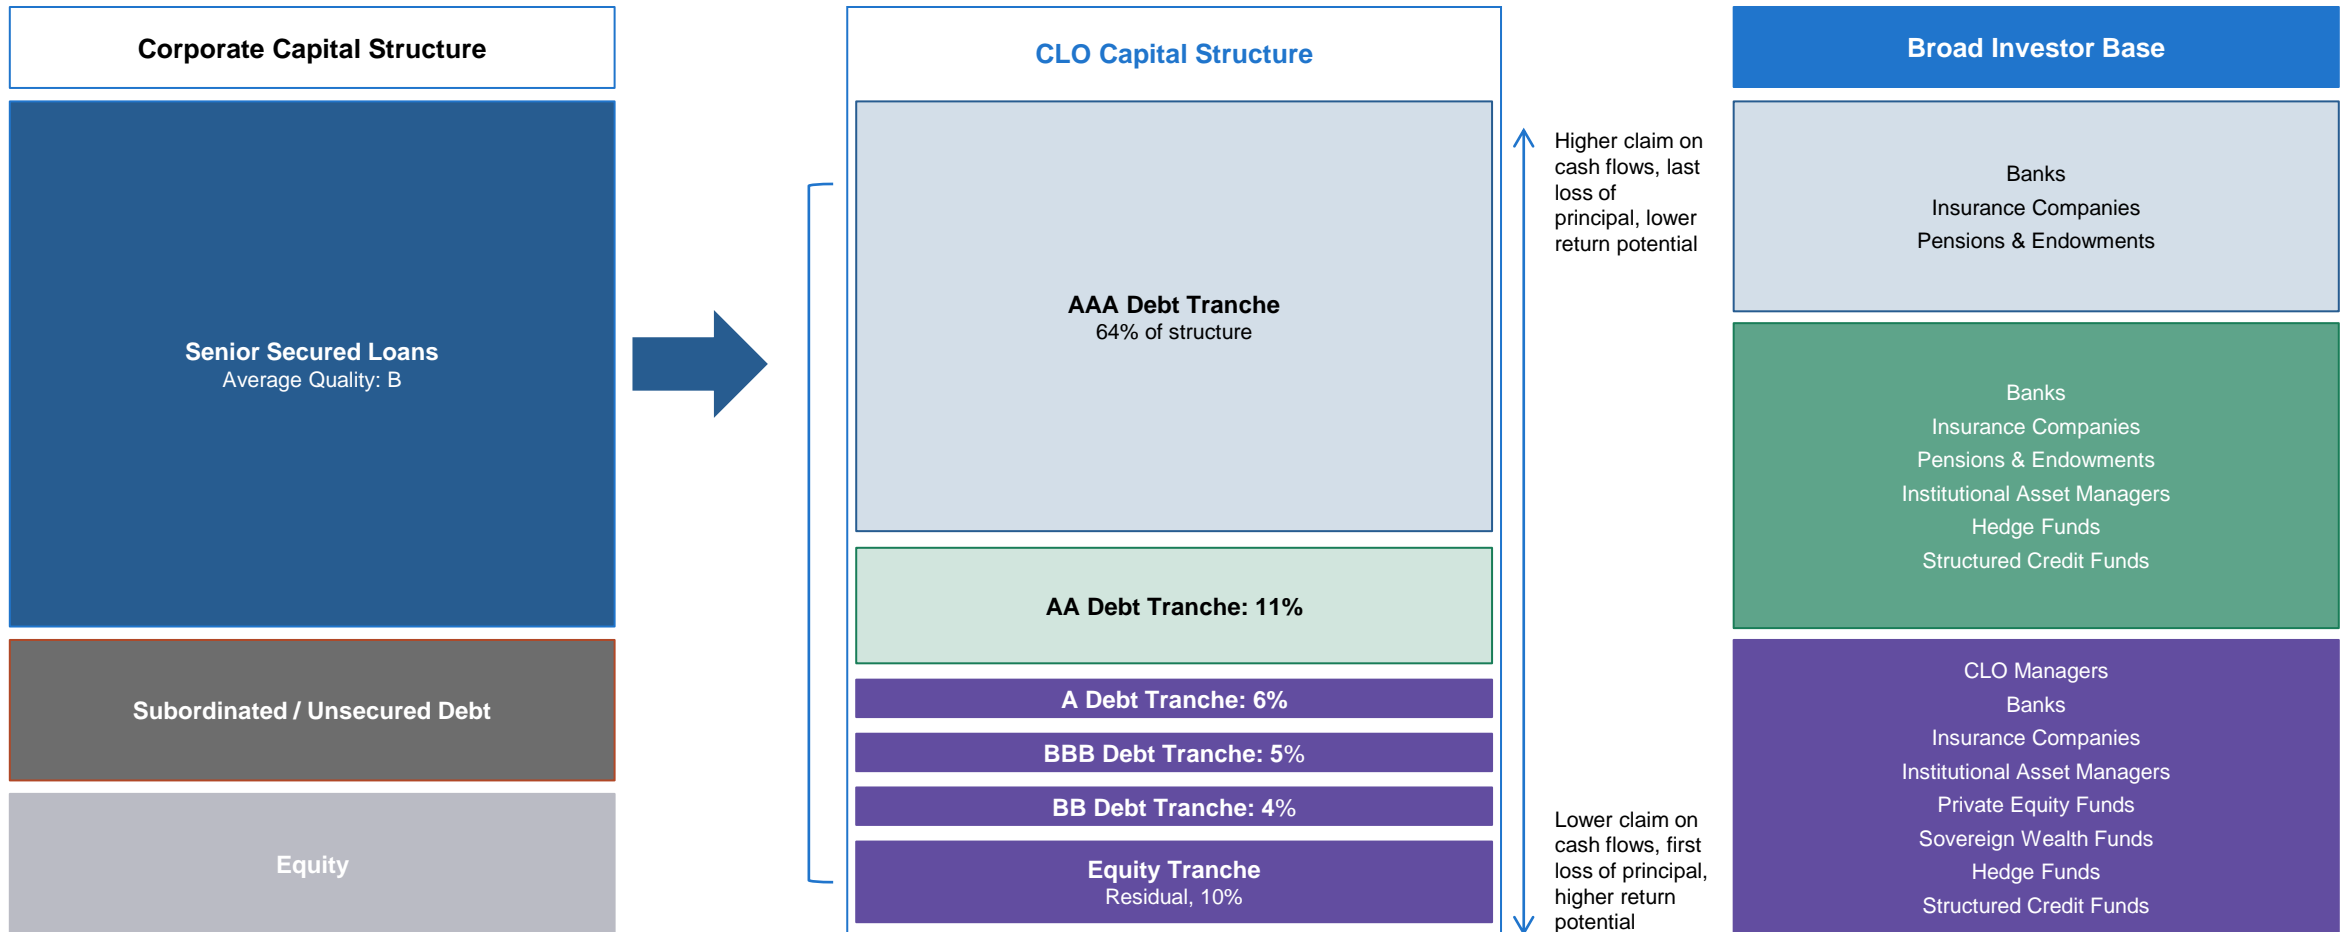 Corporate Capital Structure
Senior Secured Loans
Average Quality: B
Subordinated / Unsecured Debt
Equity
CLO Capital Structure
AAA Debt Tranche
64% of structure
AA Debt Tranche: 11%
A Debt Tranche: 6%
BBB Debt Tranche: 5%
BB Debt Tranche: 4%
Equity Tranche
Residual, 10%
Higher claim on
cash flows, last
loss of
principal, lower
return potential
Lower claim on
cash flows, first
loss of principal,
higher return
potential
Broad Investor Base
Banks
Insurance Companies
Pensions & Endowments
Banks
Insurance Companies
Pensions & Endowments
Institutional Asset Managers
Hedge Funds
Structured Credit Funds
CLO Managers
Banks
Insurance Companies
Institutional Asset Managers
Private Equity Funds
Sovereign Wealth Funds
Hedge Funds
Structured Credit Funds